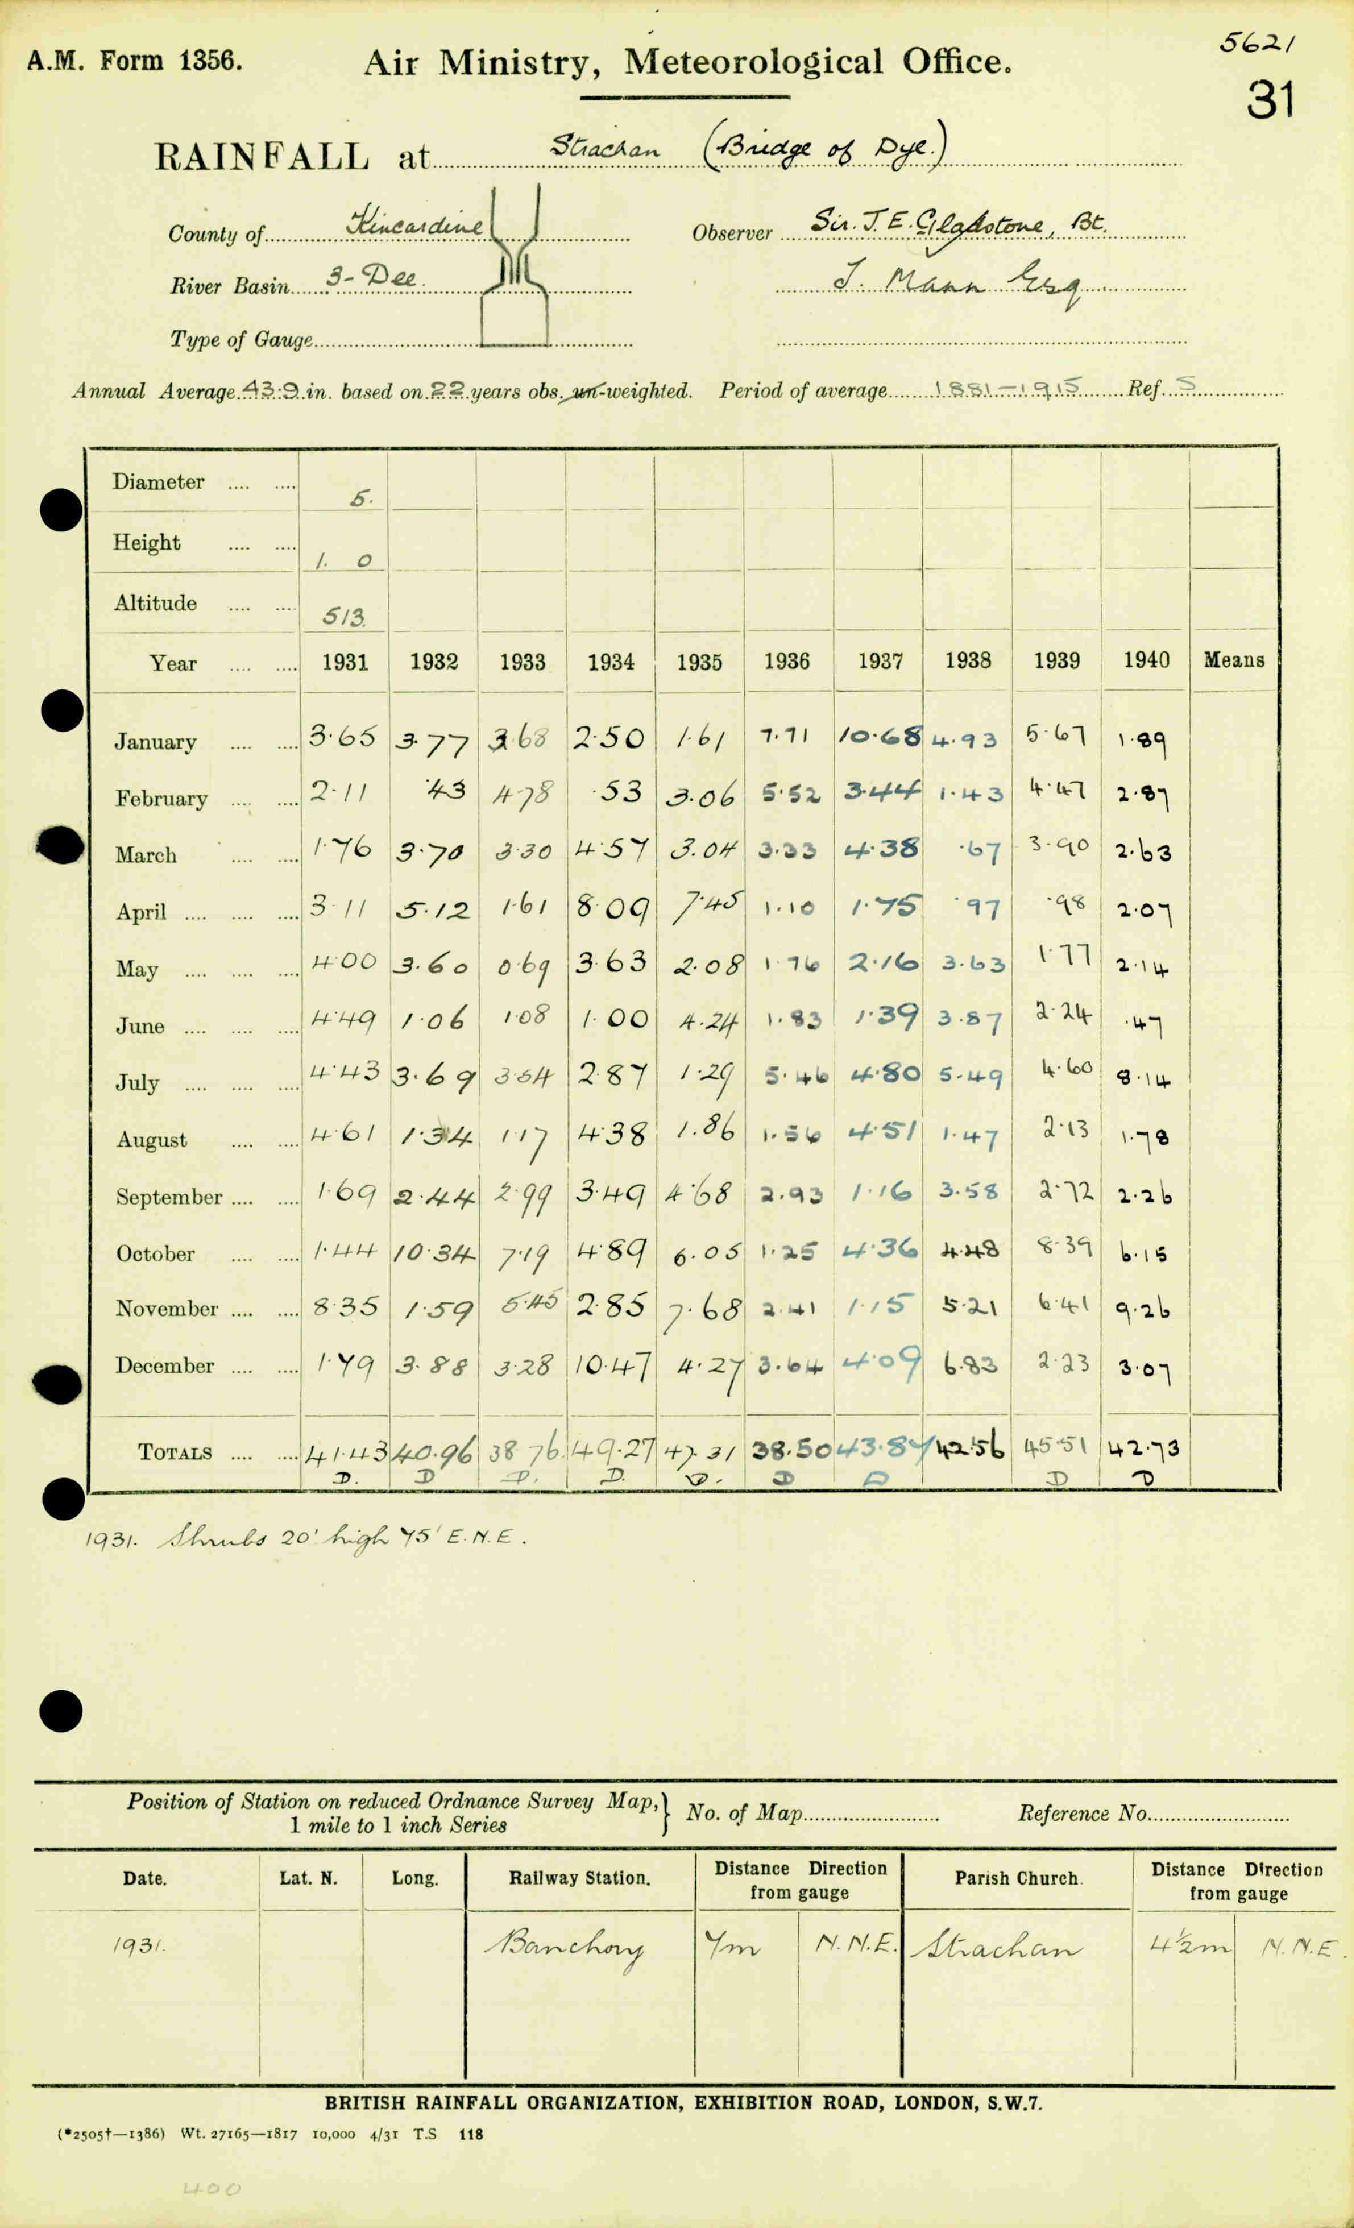 A.M. Form 1356. Air Ministry, Meteorological Office. 5621
31
RAINFALL at Strachan (Bridge of Dye.)
County of Kincardine Observer Sir. J. E. Gladstone, Bt.
River Basin 3-Dee. J. Mann Esq.
Type of Gauge
Annual Average 43.9 in. based on 22 years obs. un-weighted. Period of average 1881-1915 Ref. S
Diameter 5.
Height 1. 0
Altitude 513.
Year 1931 1932 1933 1934 1935 1936 1937 1938 1939 1940 Means
January 3.65 3.77 3.68 2.50 1.61 7.71 10.68 4.93 5.67 1.89
February 2.11 .43 4.78 .53 3.06 5.52 3.44 1.43 4.47 2.87
March 1.76 3.70 3.30 4.57 3.04 3.33 4.38 .67 3.90 2.63
April 3.11 5.12 1.61 8.09 7.45 1.10 1.75 .97 .98 2.07
May 4.00 3.60 0.69 3.63 2.08 1.76 2.16 3.63 1.77 2.14
June 4.49 1.06 1.08 1.00 4.24 1.83 1.39 3.87 2.24 .47
July 4.43 3.69 3.54 2.87 1.29 5.46 4.80 5.49 4.60 8.14
August 4.61 1.34 1.17 4.38 1.86 1.56 4.51 1.47 2.13 1.78
September 1.69 2.44 2.99 3.49 4.68 2.93 1.16 3.58 2.72 2.26
October 1.44 10.34 7.19 4.89 6.05 1.25 4.36 4.48 8.39 6.15
November 8.35 1.59 5.45 2.85 7.68 2.41 1.15 5.21 6.41 9.26
December 1.79 3.88 3.28 10.47 4.27 3.64 4.09 6.83 2.23 3.07
TOTALS 41.43 40.96 38.76 49.27 47.31 38.50 43.87 42.56 45.51 42.73
D. D D. D. D. D D D D
1931. Shrubs 20' high 75' E.N.E.
Position of Station on reduced Ordnance Survey Map,} No. of Map Reference No.
1 mile to 1 inch Series
Date. Lat. N. Long. Railway Station. Distance Direction from gauge Parish Church. Distance Direction from gauge
1931. Banchory 7m N.N.E. Strachan 4½m N.N.E.
BRITISH RAINFALL ORGANIZATION, EXHIBITION ROAD, LONDON, S.W.7.
(*2505†—1386) Wt. 27165—1817 10,000 4/31 T.S 118
400